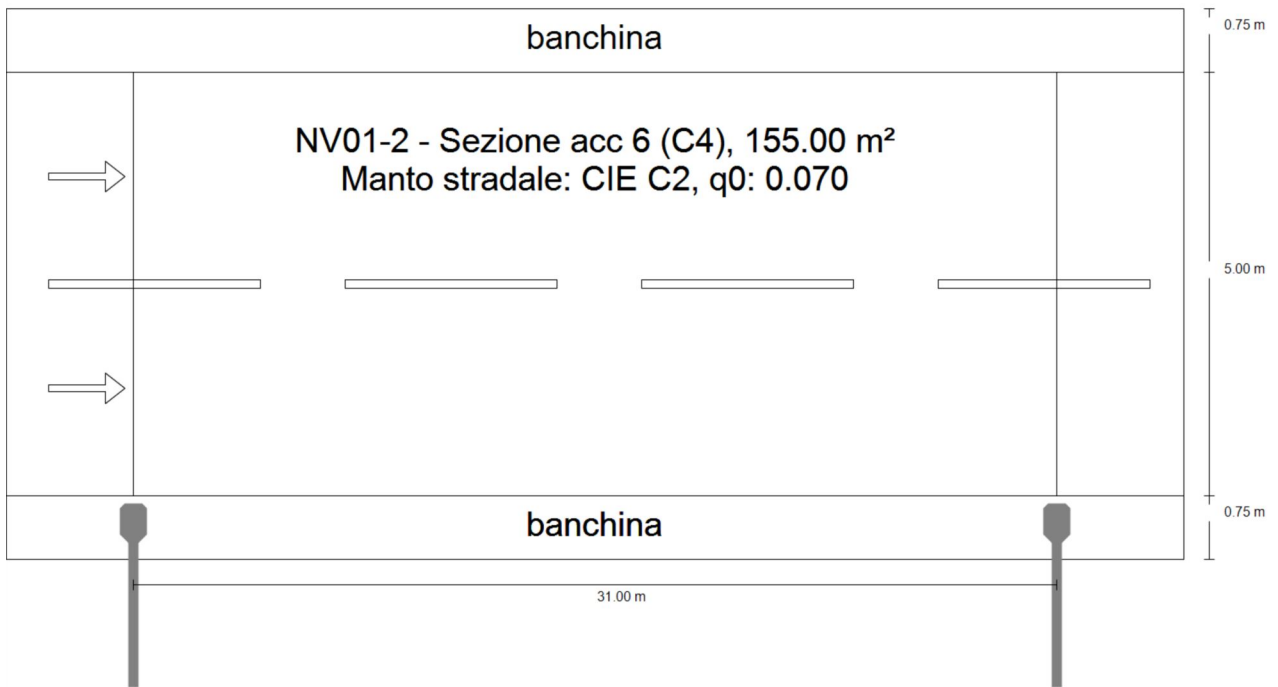 banchina
0.75 m
NV01-2 - Sezione acc 6 (C4), 155.00 m²
Manto stradale: CIE C2, q0: 0.070
5.00 m
banchina
0.75 m
31.00 m